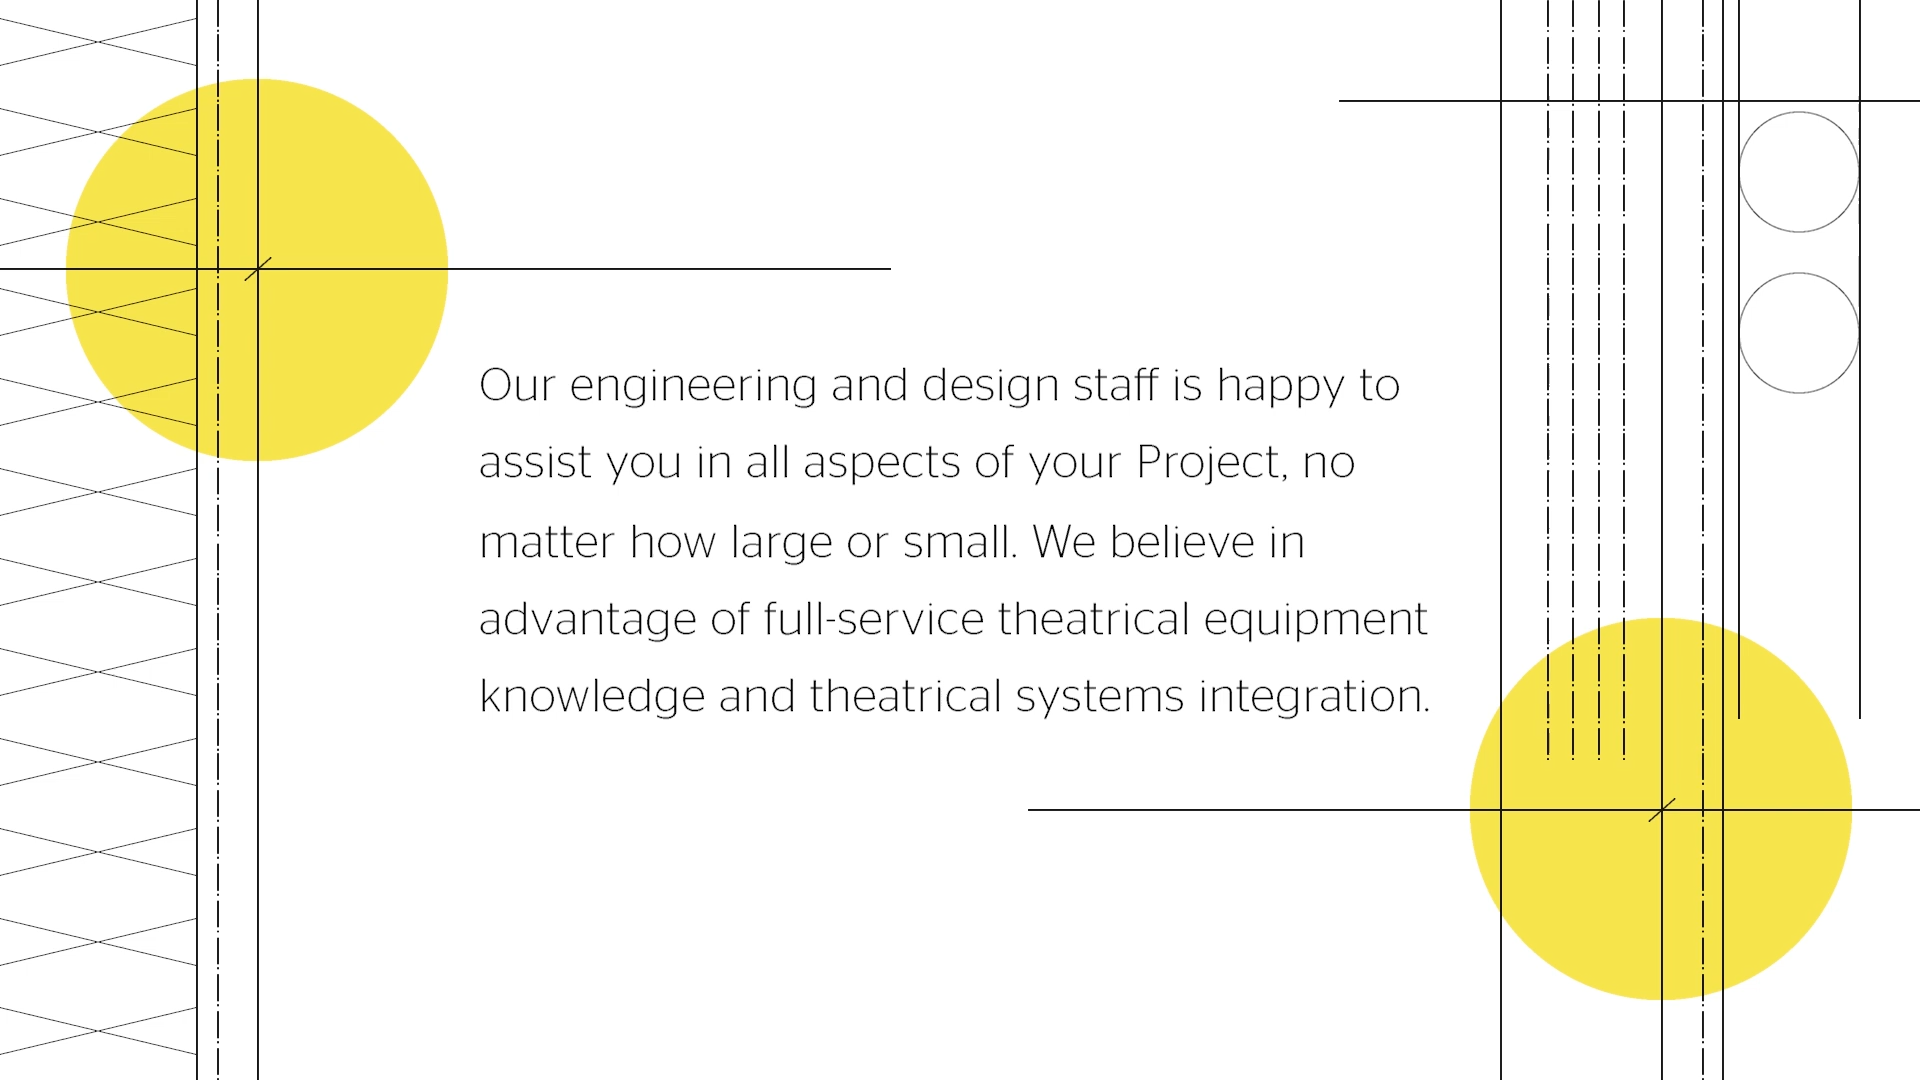 Our engineering and design staff is happy to
assist you in all aspects of your Project, no
matter how large or small. We believe in
advantage of full-service theatrical equipment
knowledge and theatrical systems integration.